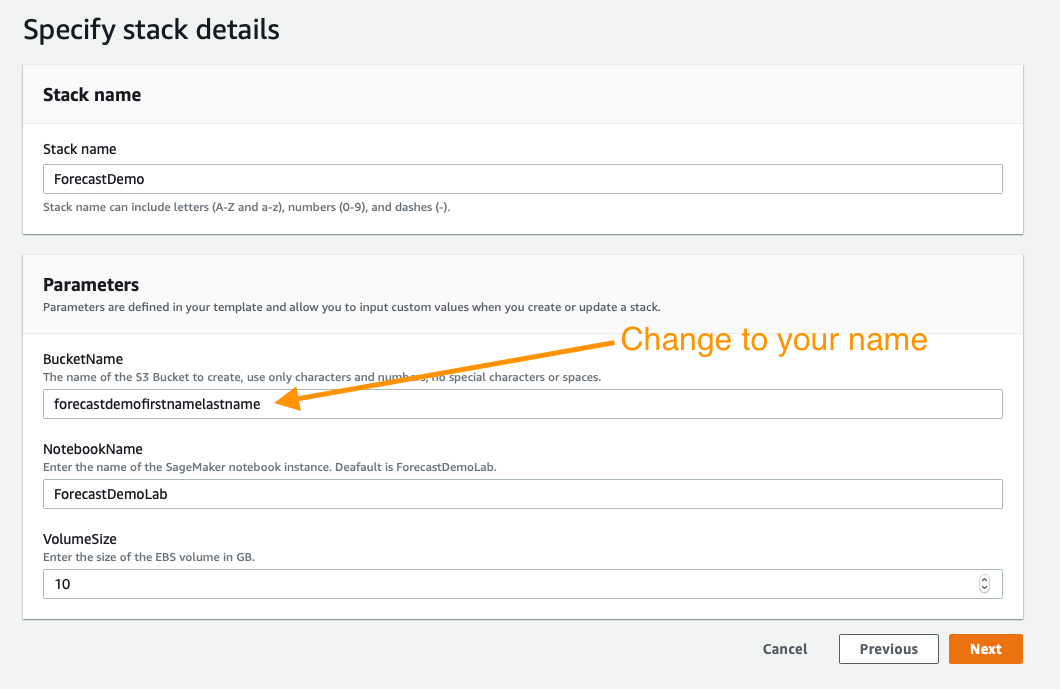 Specify stack details
Stack name
Stack name
ForecastDemo
Stack name can include letters (A-Z and a-z), numbers (0-9), and dashes (-).
Parameters
Parameters are defined in your template and allow you to input custom values when you create or update a stack.
Change to your name
BucketName
The name of the S3 Bucket to create, use only characters and numbers, no special characters or spaces.
forecastdemofirstnamelastname
NotebookName
Enter the name of the SageMaker notebook instance. Deafault is ForecastDemoLab.
ForecastDemoLab
VolumeSize
Enter the size of the EBS volume in GB.
10
Cancel
Previous
Next